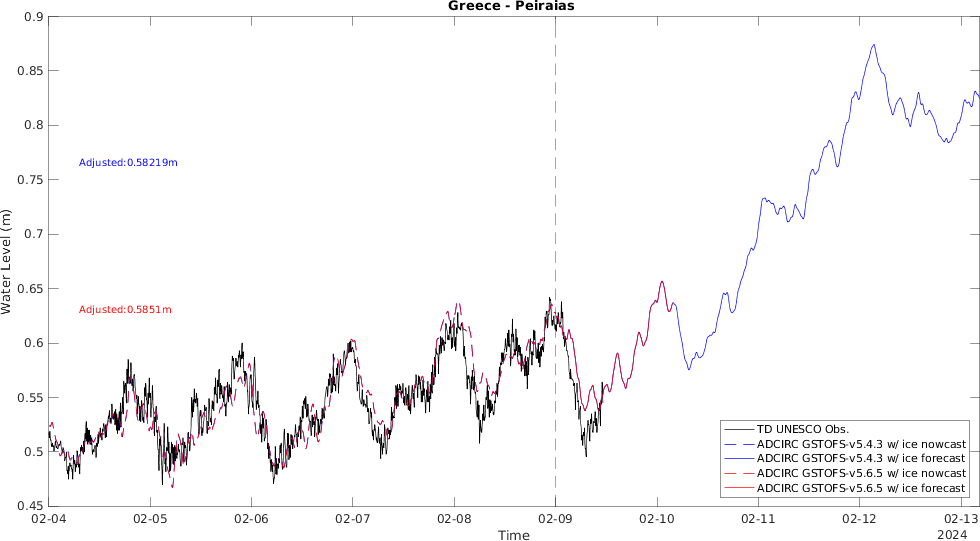 Greece - Peiraias
0.9
0.85
0.8
0.75
0.7
0.65
0.6
0.55
0.5
0.45
Water Level (m)
Adjusted:0.58219m
Adjusted:0.5851m
TD UNESCO Obs.
ADCIRC GSTOFS-v5.4.3 w/ ice nowcast
ADCIRC GSTOFS-v5.4.3 w/ ice forecast
ADCIRC GSTOFS-v5.6.5 w/ ice nowcast
ADCIRC GSTOFS-v5.6.5 w/ ice forecast
02-04 02-05 02-06 02-07 02-08 02-09 02-10 02-11 02-12 02-13
Time
2024